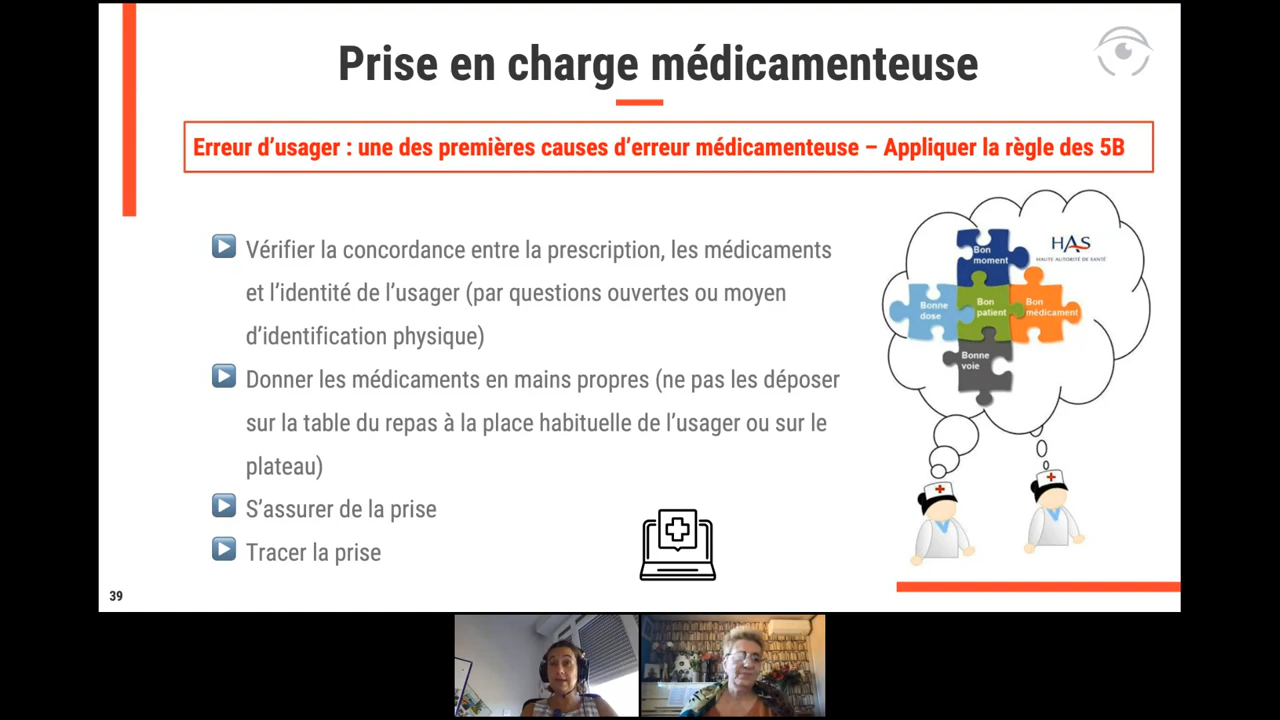 Prise en charge médicamenteuse
Erreur d’usager : une des premières causes d’erreur médicamenteuse – Appliquer la règle des 5B
Vérifier la concordance entre la prescription, les médicaments
et l’identité de l’usager (par questions ouvertes ou moyen
d’identification physique)
Donner les médicaments en mains propres (ne pas les déposer
sur la table du repas à la place habituelle de l’usager ou sur le
plateau)
S’assurer de la prise
Tracer la prise
HAS
HAUTE AUTORITÉ DE SANTÉ
Bon
moment
Bonne
dose
Bon
patient
Bon
médicament
Bonne
voie
39